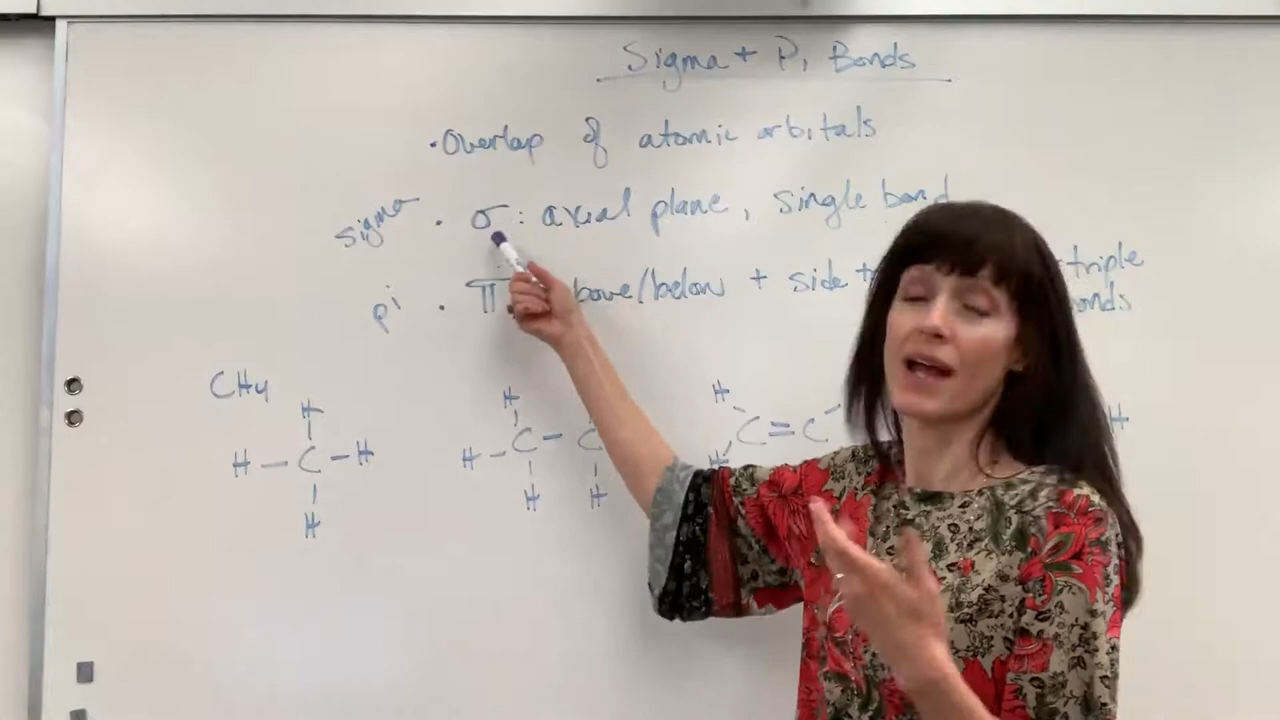 Sigma + Pi Bonds
• Overlap of atomic orbitals
sigma • σ : axial plane, single bond
pi • π above/below + side triple
bonds
CH4
H
H – C – H
H
H
H – C – C
H H
H
C = C
H
H